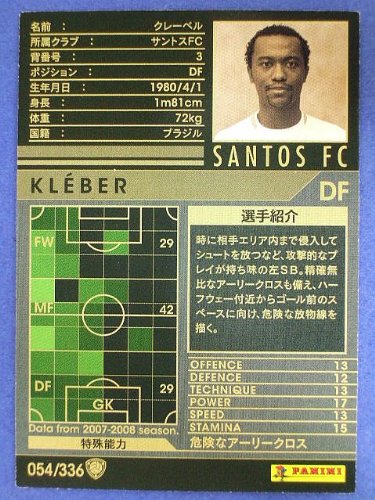 名前 : クレーベル
所属クラブ : サントスFC
背番号 : 3
ポジション : DF
生年月日 : 1980/4/1
身長 : 1m81cm
体重 : 72kg
国籍 : ブラジル
SANTOS FC
KLÉBER
DF
FW 29
MF 42
DF 29
GK
Data from 2007-2008 season.
選手紹介
時に相手エリア内まで侵入して
シュートを放つなど、攻撃的なプ
レイが持ち味の左SB。精確無
比なアーリークロスも備え、ハー
フウェー付近からゴール前のス
ペースに向け、危険な放物線を
描く。
OFFENCE 13
DEFENCE 12
TECHNIQUE 13
POWER 17
SPEED 13
STAMINA 15
特殊能力 危険なアーリークロス
054/336
PANINI